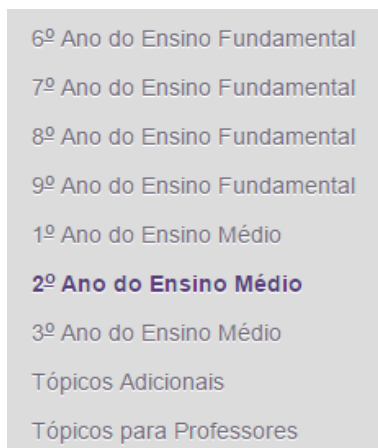 6º Ano do Ensino Fundamental
7º Ano do Ensino Fundamental
8º Ano do Ensino Fundamental
9º Ano do Ensino Fundamental
1º Ano do Ensino Médio
2º Ano do Ensino Médio
3º Ano do Ensino Médio
Tópicos Adicionais
Tópicos para Professores